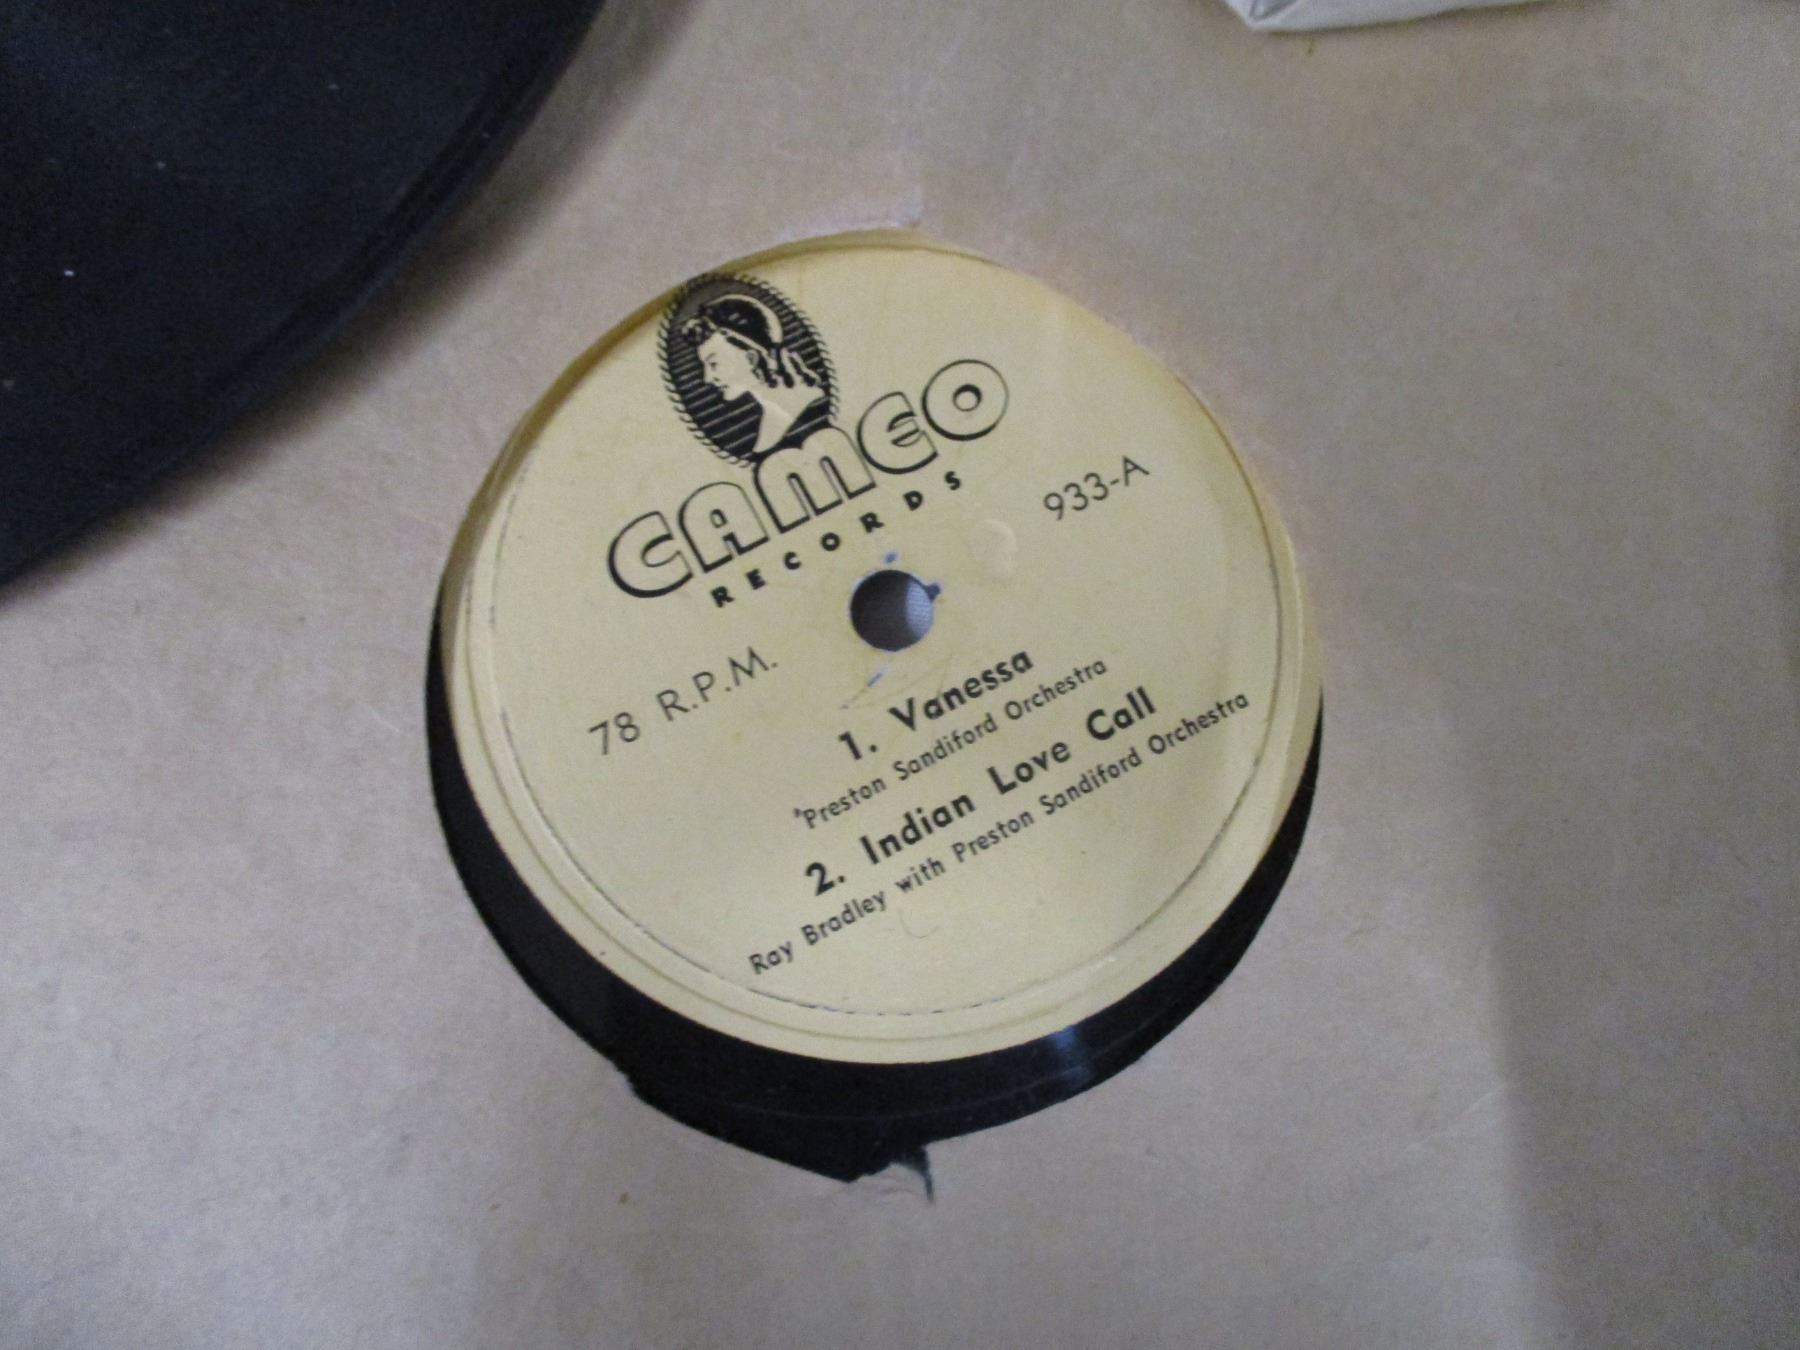 CAMEO
RECORDS
933-A
78 R.P.M.
1. Vanessa
'Preston Sandiford Orchestra
2. Indian Love Call
Ray Bradley with Preston Sandiford Orchestra